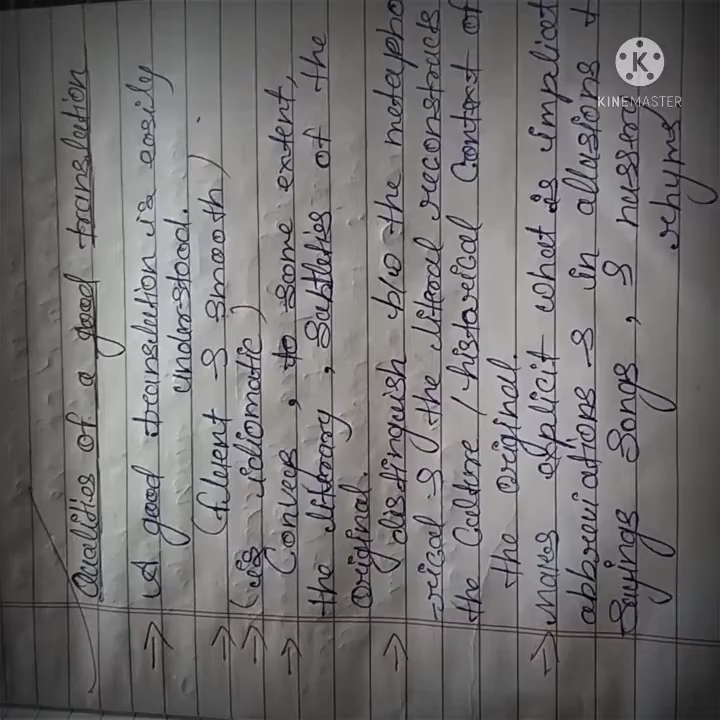 Qualities of a good translation
→ A good translation is easily
understood.
→ (fluent & smooth).
→ (is idiomatic)
→ Conveys, to some extent,
the literary, subtleties of the
original.
→ distinguish b/w the metapho
rical & the literal reconstructs
the culture / historical context of
the original.
→ Makes explicit what is implicit
abbreviations & in allusions &
Sayings Songs, &
rhyms
KINEMASTER